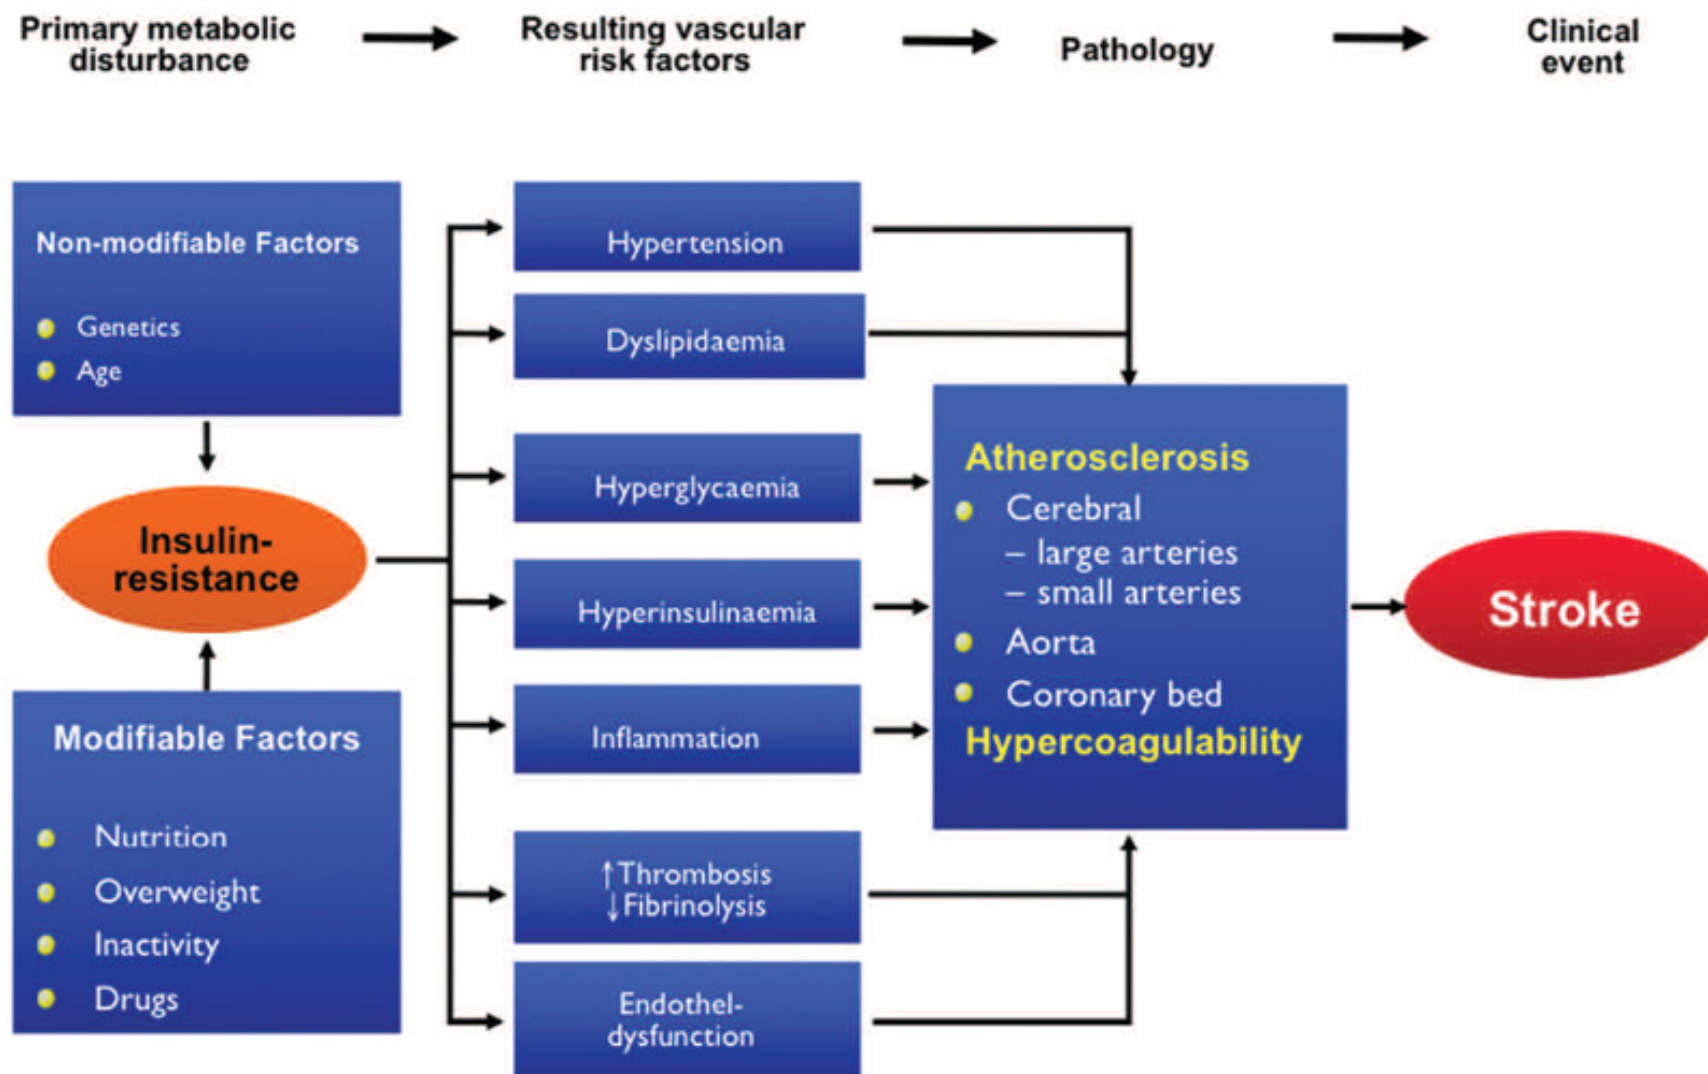 Primary metabolic
disturbance
Resulting vascular
risk factors
Pathology
Clinical
event
Non-modifiable Factors
Genetics
Age
Insulin-
resistance
Modifiable Factors
Nutrition
Overweight
Inactivity
Drugs
Hypertension
Dyslipidaemia
Hyperglycaemia
Hyperinsulinaemia
Inflammation
↑Thrombosis
↓Fibrinolysis
Endothel-
dysfunction
Atherosclerosis
Cerebral
– large arteries
– small arteries
Aorta
Coronary bed
Hypercoagulability
Stroke